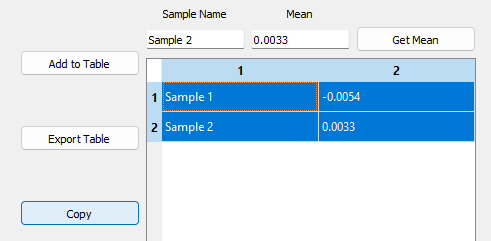 Sample Name Mean
Sample 2 0.0033 Get Mean
Add to Table
1 2
1 Sample 1 -0.0054
2 Sample 2 0.0033
Export Table
Copy